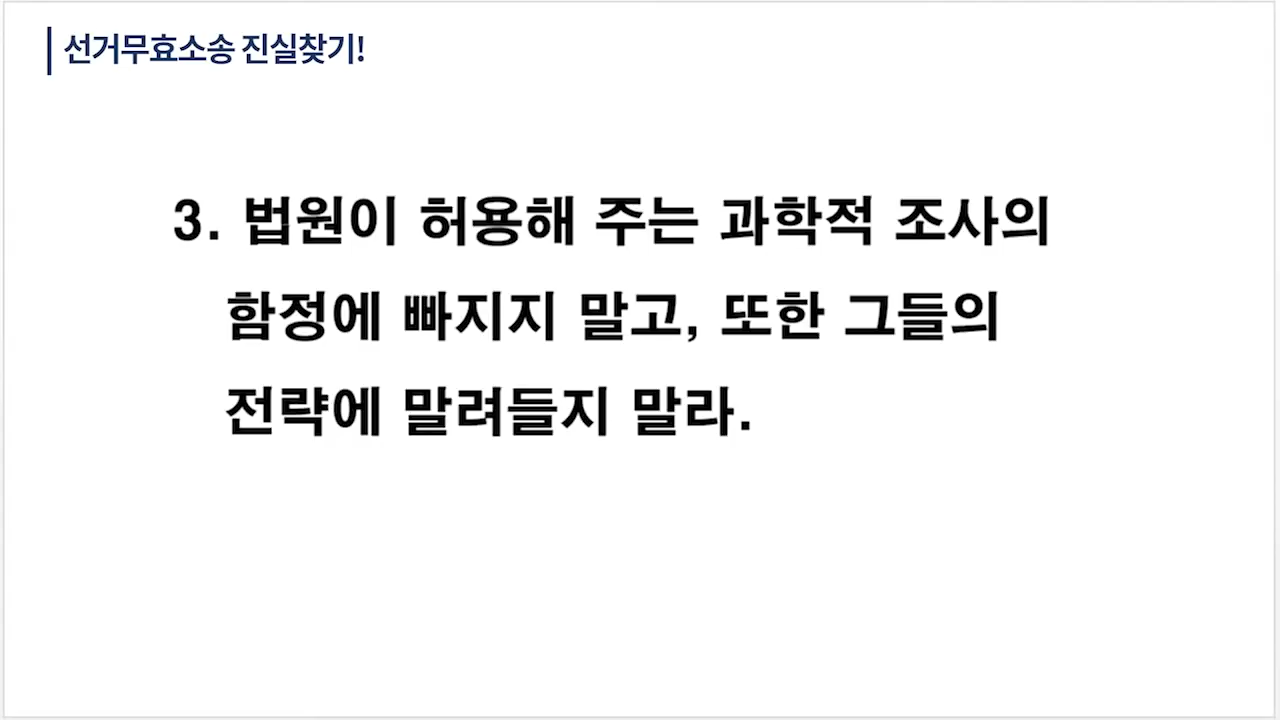 선거무효소송 진실찾기!
3. 법원이 허용해 주는 과학적 조사의
함정에 빠지지 말고, 또한 그들의
전략에 말려들지 말라.